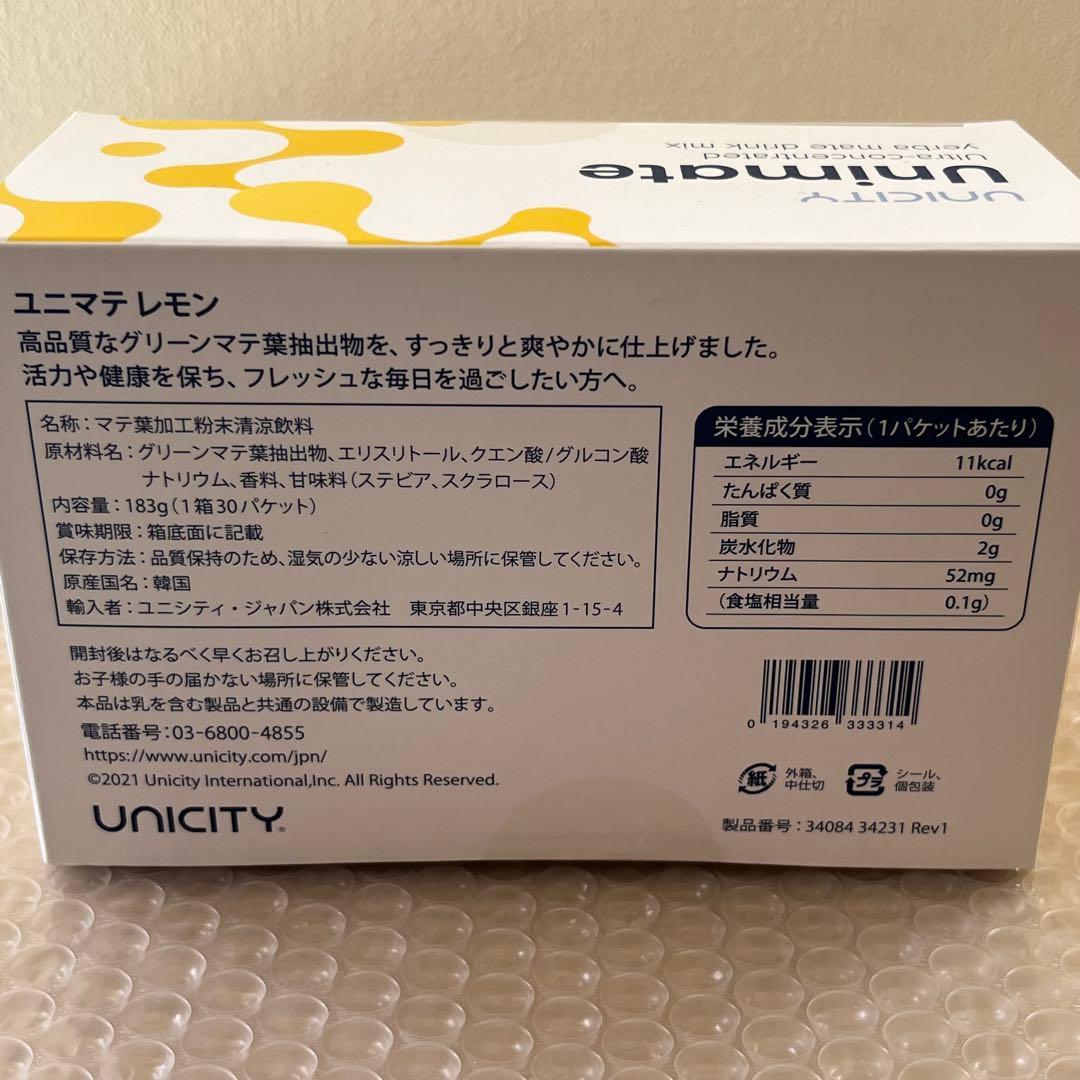 UNICITY
unimate
Ultra-concentrated
yerba mate drink mix
ユニマテ レモン
高品質なグリーンマテ葉抽出物を、すっきりと爽やかに仕上げました。
活力や健康を保ち、フレッシュな毎日を過ごしたい方へ。
名称：マテ葉加工粉末清涼飲料
原材料名：グリーンマテ葉抽出物、エリスリトール、クエン酸/グルコン酸
ナトリウム、香料、甘味料（ステビア、スクラロース）
内容量：183g（1箱30パケット）
賞味期限：箱底面に記載
保存方法：品質保持のため、湿気の少ない涼しい場所に保管してください。
原産国名：韓国
輸入者：ユニシティ・ジャパン株式会社　東京都中央区銀座1-15-4
栄養成分表示（1パケットあたり）
エネルギー 11kcal
たんぱく質 0g
脂質 0g
炭水化物 2g
ナトリウム 52mg
（食塩相当量 0.1g）
開封後はなるべく早くお召し上がりください。
お子様の手の届かない場所に保管してください。
本品は乳を含む製品と共通の設備で製造しています。
電話番号：03-6800-4855
https://www.unicity.com/jpn/
©2021 Unicity International,Inc. All Rights Reserved.
UNICITY®
0 194326 333314
紙 外箱、
中仕切
プラ シール、
個包装
製品番号：34084 34231 Rev1